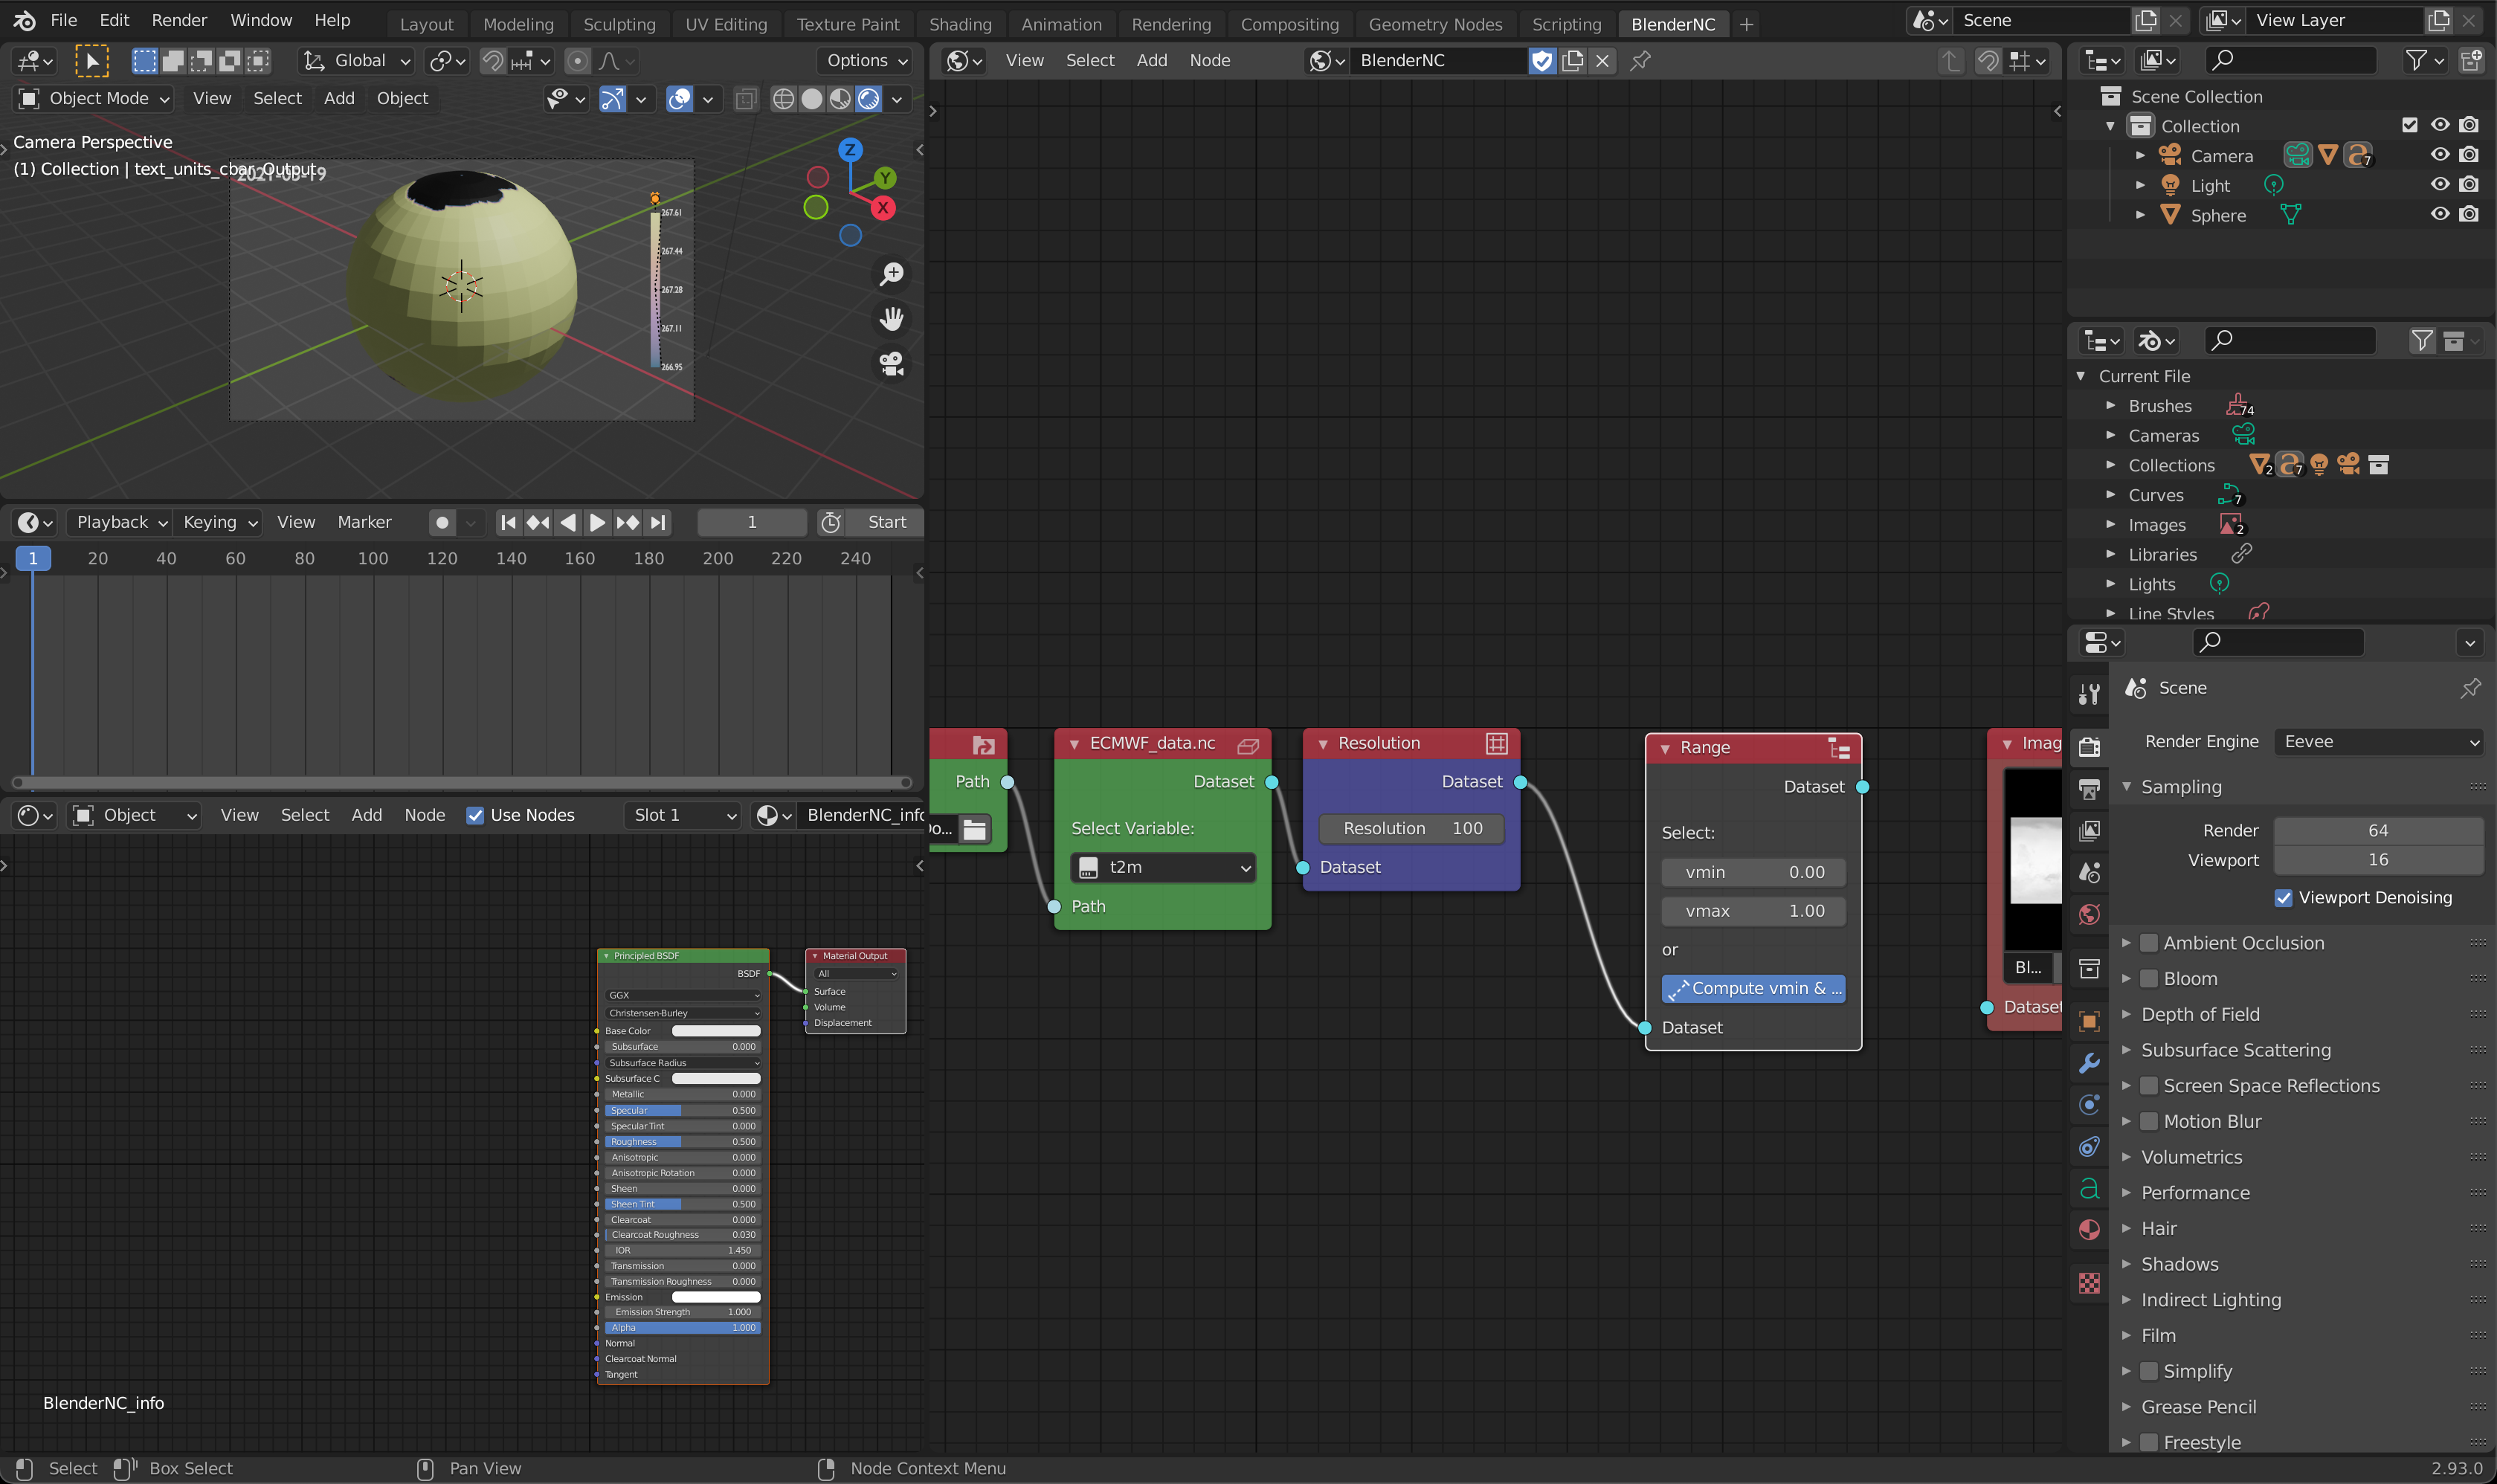 File Edit Render Window Help Layout Modeling Sculpting UV Editing Texture Paint Shading Animation Rendering Compositing Geometry Nodes Scripting BlenderNC + Scene View Layer
Global Options
Object Mode View Select Add Object
Camera Perspective
(1) Collection | text_units_cbar_Output
2021-03-19
Z
Y
X
267.61
267.44
267.28
267.11
266.95
Playback Keying View Marker 1 Start
1 20 40 60 80 100 120 140 160 180 200 220 240
Object View Select Add Node Use Nodes Slot 1 BlenderNC_info
Principled BSDF
BSDF
GGX
Christensen-Burley
Base Color
Subsurface 0.000
Subsurface Radius
Subsurface C
Metallic 0.000
Specular 0.500
Specular Tint 0.000
Roughness 0.500
Anisotropic 0.000
Anisotropic Rotation 0.000
Sheen 0.000
Sheen Tint 0.500
Clearcoat 0.000
Clearcoat Roughness 0.030
IOR 1.450
Transmission 0.000
Transmission Roughness 0.000
Emission
Emission Strength 1.000
Alpha 1.000
Normal
Clearcoat Normal
Tangent
Material Output
All
Surface
Volume
Displacement
BlenderNC_info
View Select Add Node BlenderNC
Path
ECMWF_data.nc
Dataset
Select Variable:
t2m
Path
Resolution
Dataset
Resolution 100
Dataset
Range
Dataset
Select:
vmin 0.00
vmax 1.00
or
Compute vmin & ...
Dataset
Imag
Bl...
Dataset
Scene Collection
Collection
Camera 7
Light
Sphere
Current File
Brushes 74
Cameras
Collections 2 7
Curves 7
Images 2
Libraries
Lights
Line Styles
Scene
Render Engine Eevee
Sampling
Render 64
Viewport 16
Viewport Denoising
Ambient Occlusion
Bloom
Depth of Field
Subsurface Scattering
Screen Space Reflections
Motion Blur
Volumetrics
Performance
Hair
Shadows
Indirect Lighting
Film
Simplify
Grease Pencil
Freestyle
Select Box Select Pan View Node Context Menu 2.93.0